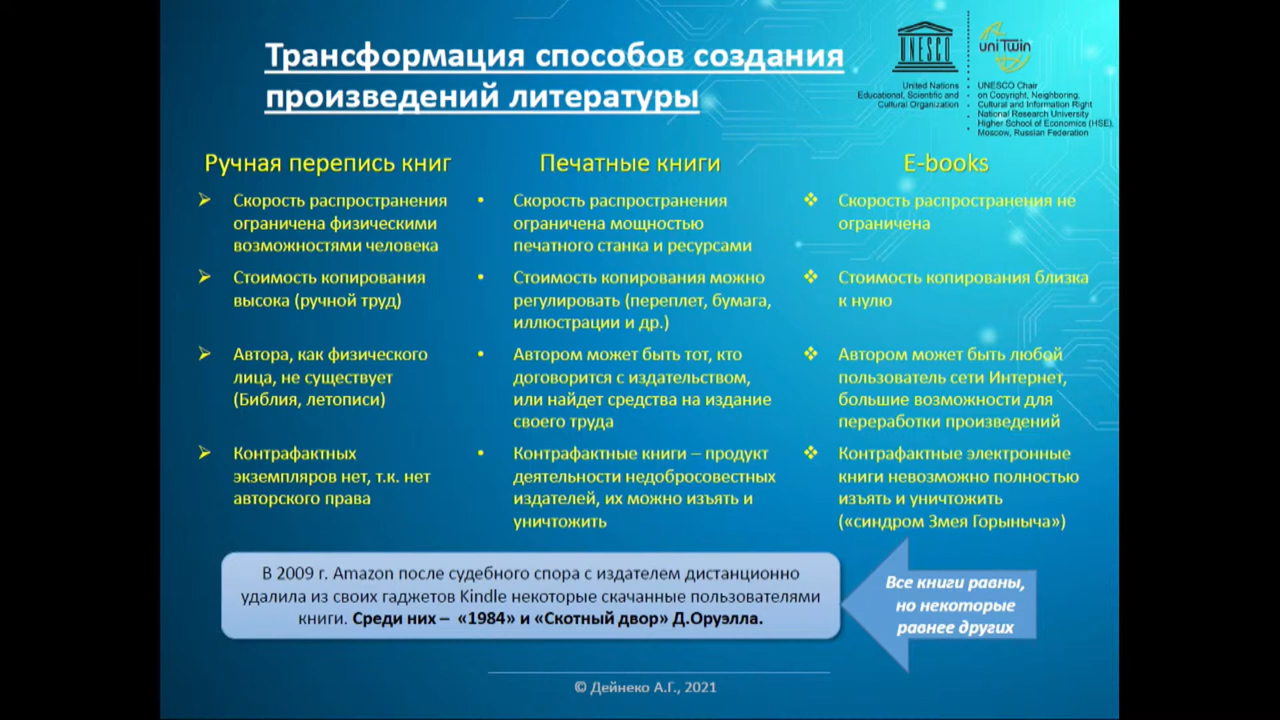 Трансформация способов создания
произведений литературы
UNESCO
uniTwin
United Nations
Educational, Scientific and
Cultural Organization
UNESCO Chair
on Copyright, Neighboring,
Cultural and Information Right
National Research University
Higher School of Economics (HSE),
Moscow, Russian Federation
Ручная перепись книг
Скорость распространения
ограничена физическими
возможностями человека
Стоимость копирования
высока (ручной труд)
Автора, как физического
лица, не существует
(Библия, летописи)
Контрафактных
экземпляров нет, т.к. нет
авторского права
Печатные книги
Скорость распространения
ограничена мощностью
печатного станка и ресурсами
Стоимость копирования можно
регулировать (переплет, бумага,
иллюстрации и др.)
Автором может быть тот, кто
договорится с издательством,
или найдет средства на издание
своего труда
Контрафактные книги – продукт
деятельности недобросовестных
издателей, их можно изъять и
уничтожить
E-books
Скорость распространения не
ограничена
Стоимость копирования близка
к нулю
Автором может быть любой
пользователь сети Интернет,
большие возможности для
переработки произведений
Контрафактные электронные
книги невозможно полностью
изъять и уничтожить
(«синдром Змея Горыныча»)
В 2009 г. Amazon после судебного спора с издателем дистанционно
удалила из своих гаджетов Kindle некоторые скачанные пользователями
книги. Среди них – «1984» и «Скотный двор» Д.Оруэлла.
Все книги равны,
но некоторые
равнее других
© Дейнеко А.Г., 2021